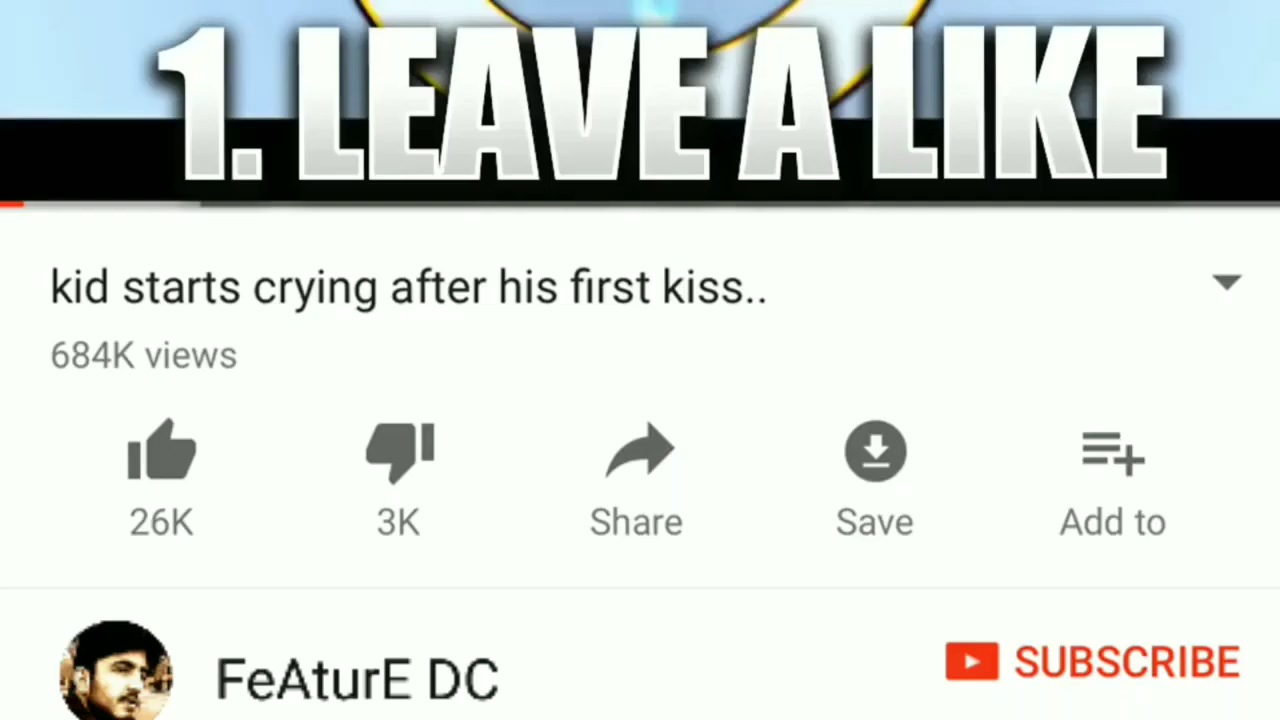 1. LEAVE A LIKE
kid starts crying after his first kiss..
684K views
26K
3K
Share
Save
Add to
FeAturE DC
SUBSCRIBE